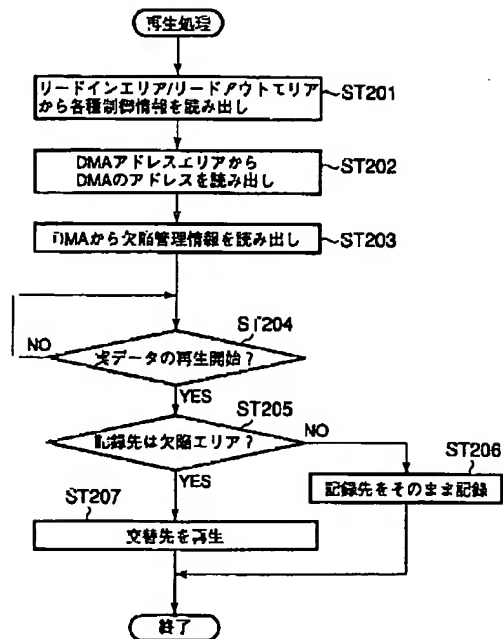 再生処理
リードインエリア/リードアウトエリア
から各種制御情報を読み出し
ST201
DMAアドレスエリアから
DMAのアドレスを読み出し
ST202
DMAから欠陥管理情報を読み出し
ST203
ST204
実データの再生開始？
NO
YES
ST205
記録先は欠陥エリア？
NO
YES
ST206
記録先をそのまま記録
ST207
交替先を再生
終了